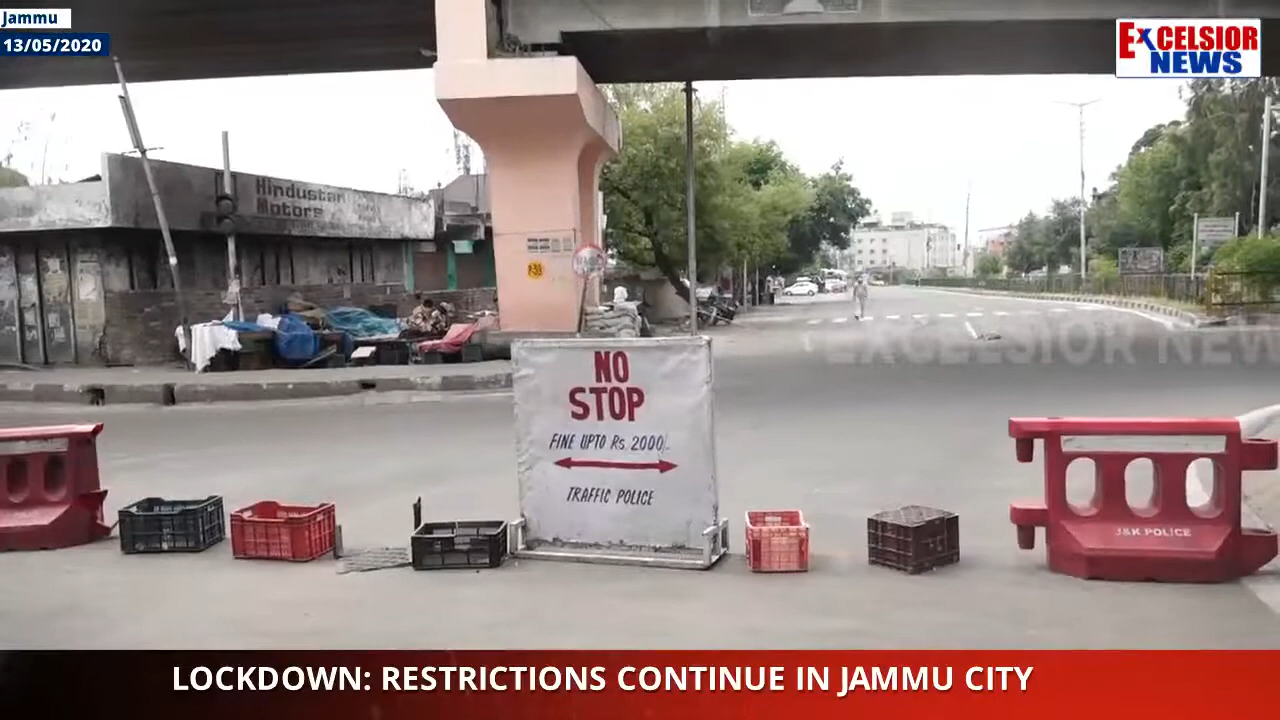 Jammu
13/05/2020
EXCELSIOR
NEWS
Hindustan
Motors
EXCELSIOR NEW
NO
STOP
FINE UPTO Rs. 2000/-
TRAFFIC POLICE
J&K POLICE
LOCKDOWN: RESTRICTIONS CONTINUE IN JAMMU CITY